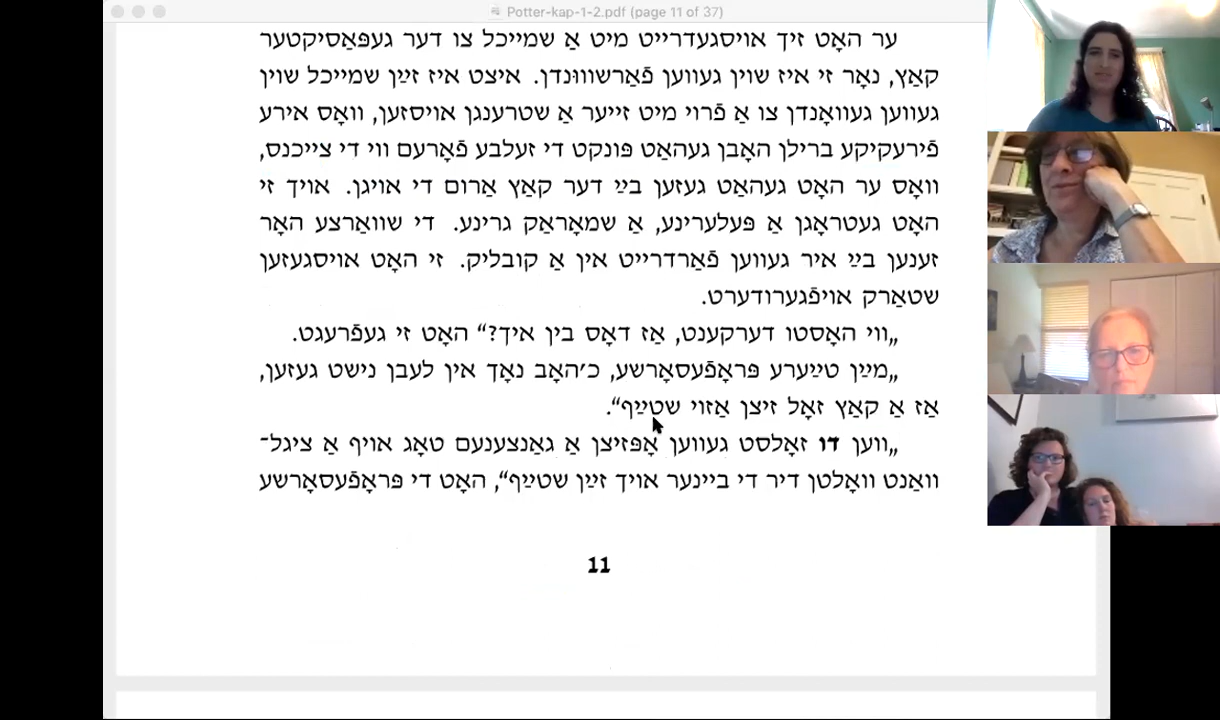 Potter-kap-1-2.pdf (page 11 of 37)
ער האָט זיך אויסגעדרייט מיט אַ שמייכל צו דער געפּאַסיקטער
קאַץ, נאָר זי איז שוין געווען פֿאַרשוווּנדן. איצט איז זײַן שמייכל שוין
געווען געוואָנדן צו אַ פֿרוי מיט זייער אַ שטרענגן אויסזען, וואָס אירע
פֿירעקיקע ברילן האָבן געהאַט פּונקט די זעלבע פֿאָרעם ווי די צייכנס,
וואָס ער האָט געהאַט געזען בײַ דער קאַץ אַרום די אויגן. אויך זי
האָט געטראָגן אַ פּעלערינע, אַ שמאָראַק גרינע. די שוואַרצע האָר
זענען בײַ איר געווען פֿאַרדרייט אין אַ קובליק. זי האָט אויסגעזען
שטאַרק אויפֿגערודערט.
„ווי האָסטו דערקענט, אַז דאָס בין איך?“ האָט זי געפֿרעגט.
„מײַן טײַערע פּראָפֿעסאָרשע, כ׳האָב נאָך אין לעבן נישט געזען,
אַז אַ קאַץ זאָל זיצן אַזוי שטײַף“.
„ווען דו זאָלסט געווען אָפּזיצן אַ גאַנצענעם טאָג אויף אַ ציגל־
וואַנט וואָלטן דיר די ביינער אויך זײַן שטײַף“, האָט די פּראָפֿעסאָרשע
11